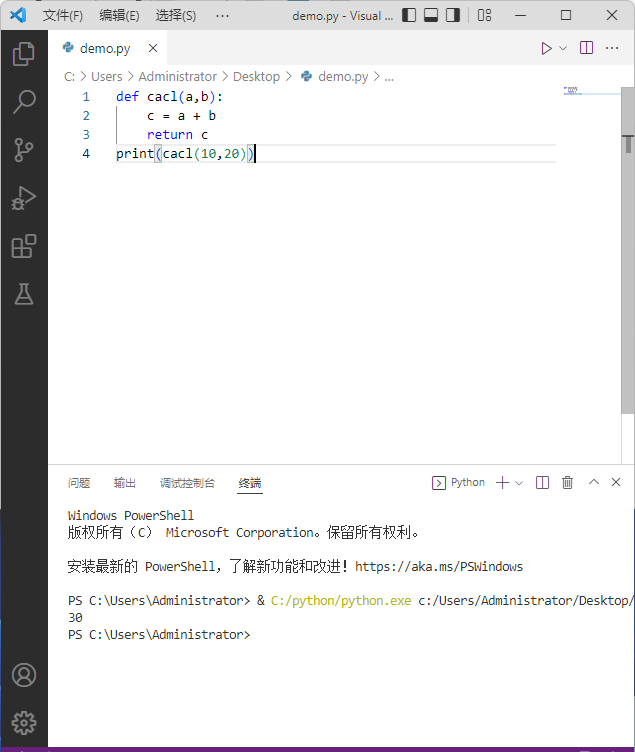 文件(F) 编辑(E) 选择(S) ··· demo.py - Visual ...
demo.py
C: > Users > Administrator > Desktop > demo.py > ...
1 def cacl(a,b):
2 c = a + b
3 return c
4 print(cacl(10,20))
问题 输出 调试控制台 终端 Python
Windows PowerShell
版权所有（C） Microsoft Corporation。保留所有权利。
安装最新的 PowerShell，了解新功能和改进！https://aka.ms/PSWindows
PS C:\Users\Administrator> & C:/python/python.exe c:/Users/Administrator/Desktop/
30
PS C:\Users\Administrator>